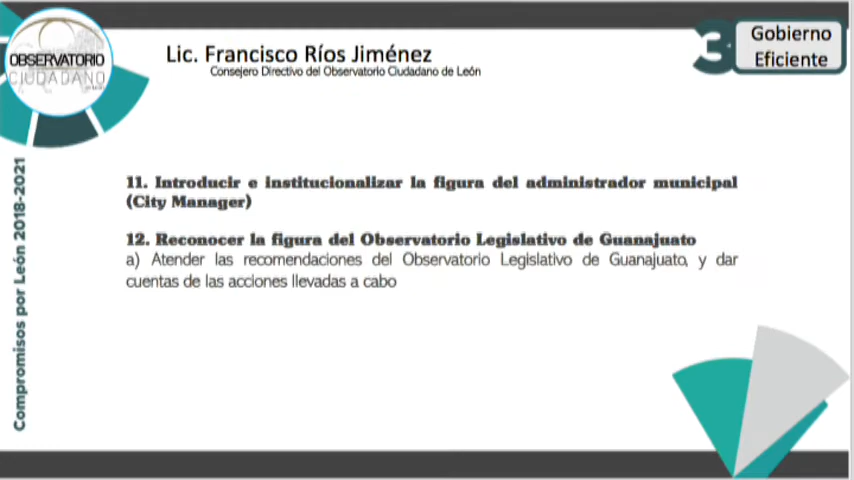 OBSERVATORIO
CIUDADANO
Lic. Francisco Ríos Jiménez
Consejero Directivo del Observatorio Ciudadano de León
3
Gobierno
Eficiente
Compromisos por León 2018-2021
11. Introducir e institucionalizar la figura del administrador municipal
(City Manager)
12. Reconocer la figura del Observatorio Legislativo de Guanajuato
a) Atender las recomendaciones del Observatorio Legislativo de Guanajuato, y dar
cuentas de las acciones llevadas a cabo